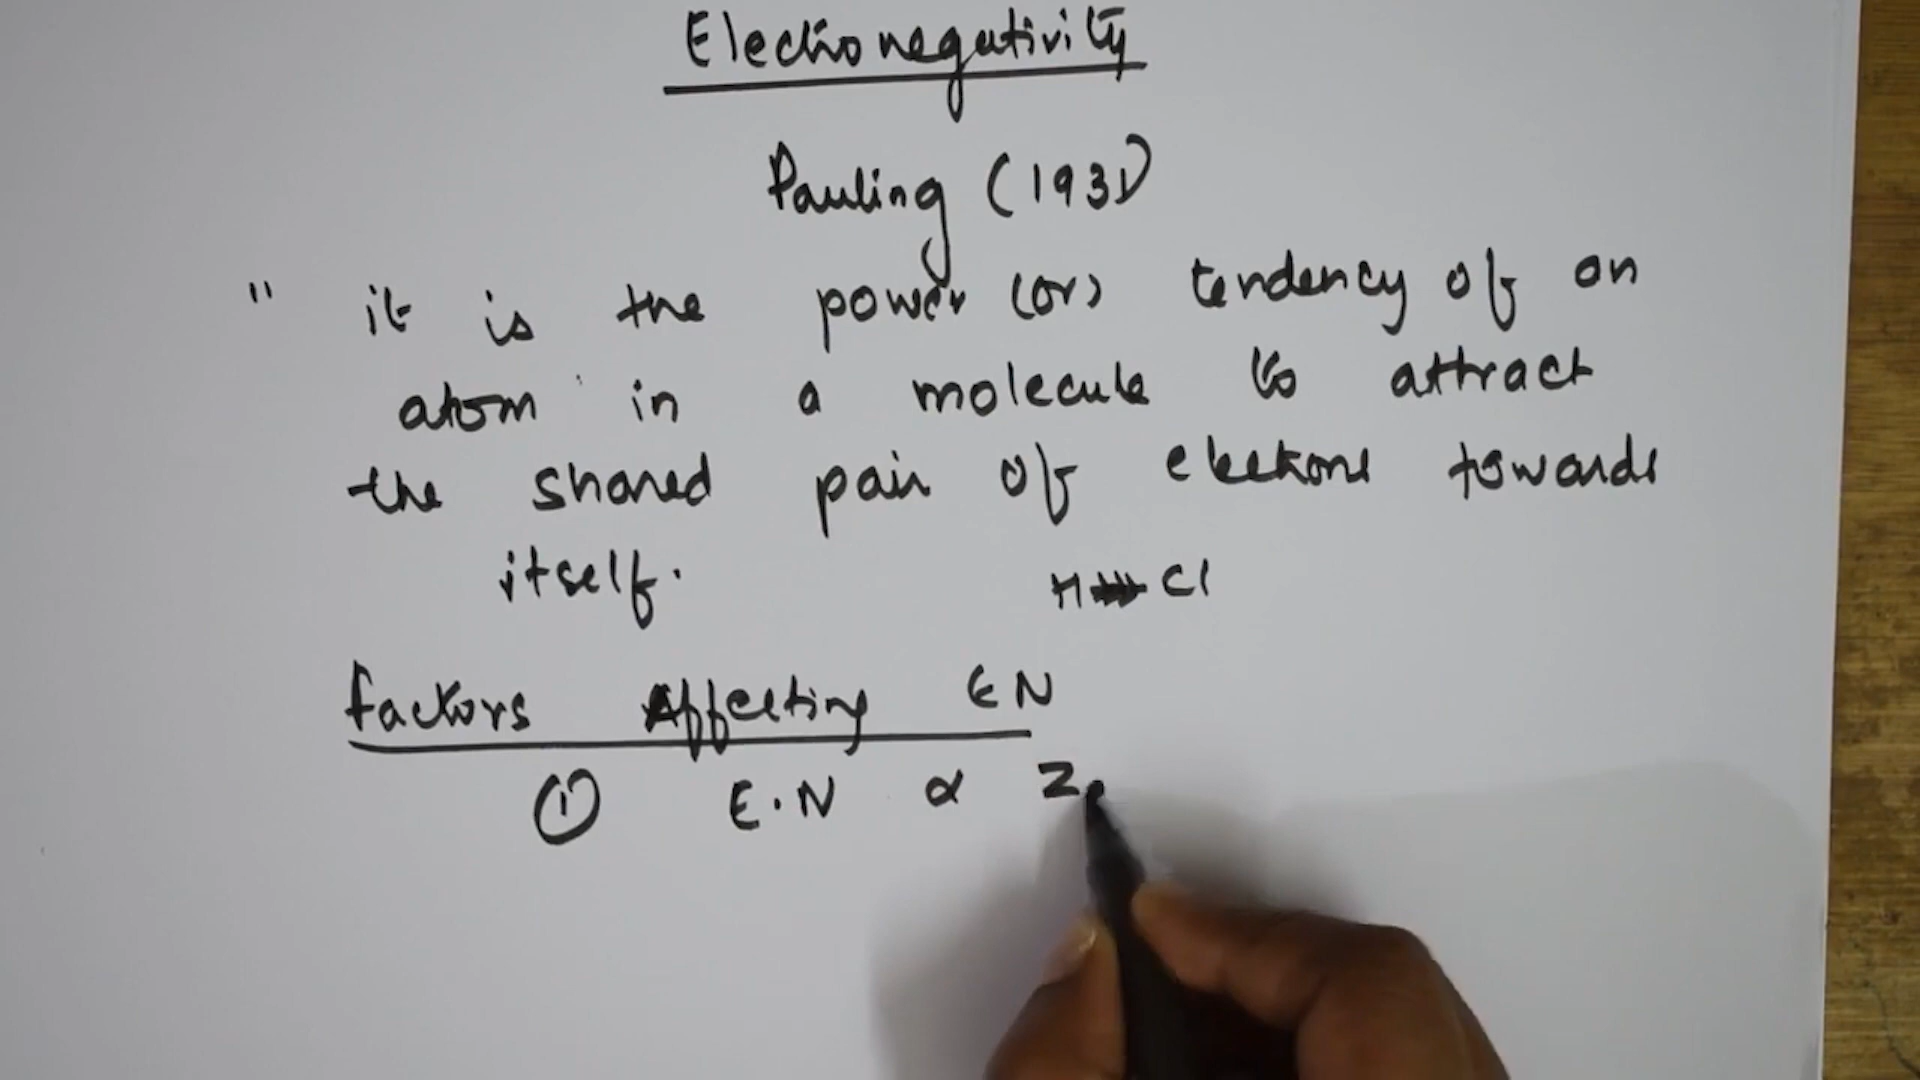 Electronegativity
Pauling (1931)
" it is the power (or) tendency of an
atom in a molecule to attract
the shared pair of electrons towards
itself.
H Cl
factors Affecting EN
① E.N α Z